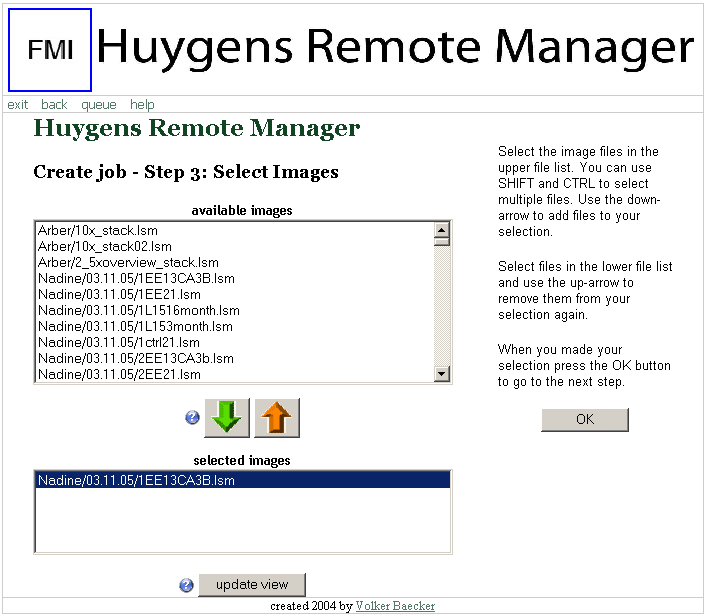 FMI Huygens Remote Manager
exit back queue help
Huygens Remote Manager
Create job - Step 3: Select Images
available images
Arber/10x_stack.lsm
Arber/10x_stack02.lsm
Arber/2_5xoverview_stack.lsm
Nadine/03.11.05/1EE13CA3B.lsm
Nadine/03.11.05/1EE21.lsm
Nadine/03.11.05/1L1516month.lsm
Nadine/03.11.05/1L153month.lsm
Nadine/03.11.05/1ctrl21.lsm
Nadine/03.11.05/2EE13CA3b.lsm
Nadine/03.11.05/2EE21.lsm
?
selected images
Nadine/03.11.05/1EE13CA3B.lsm
? update view
Select the image files in the
upper file list. You can use
SHIFT and CTRL to select
multiple files. Use the down-
arrow to add files to your
selection.
Select files in the lower file list
and use the up-arrow to
remove them from your
selection again.
When you made your
selection press the OK button
to go to the next step.
OK
created 2004 by Volker Baecker